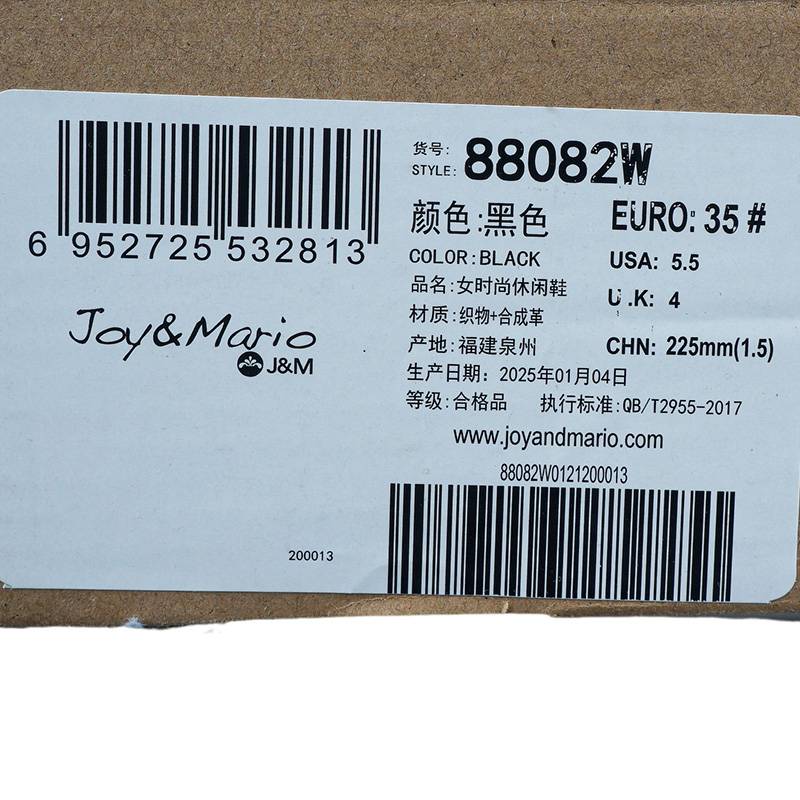 6 952725 532813
Joy&Mario
J&M
200013
货号:
STYLE: 88082W
颜色:黑色 EURO: 35#
COLOR:BLACK USA: 5.5
品名:女时尚休闲鞋 U.K: 4
材质:织物+合成革
产地:福建泉州 CHN: 225mm(1.5)
生产日期: 2025年01月04日
等级:合格品 执行标准:QB/T2955-2017
www.joyandmario.com
88082W0121200013